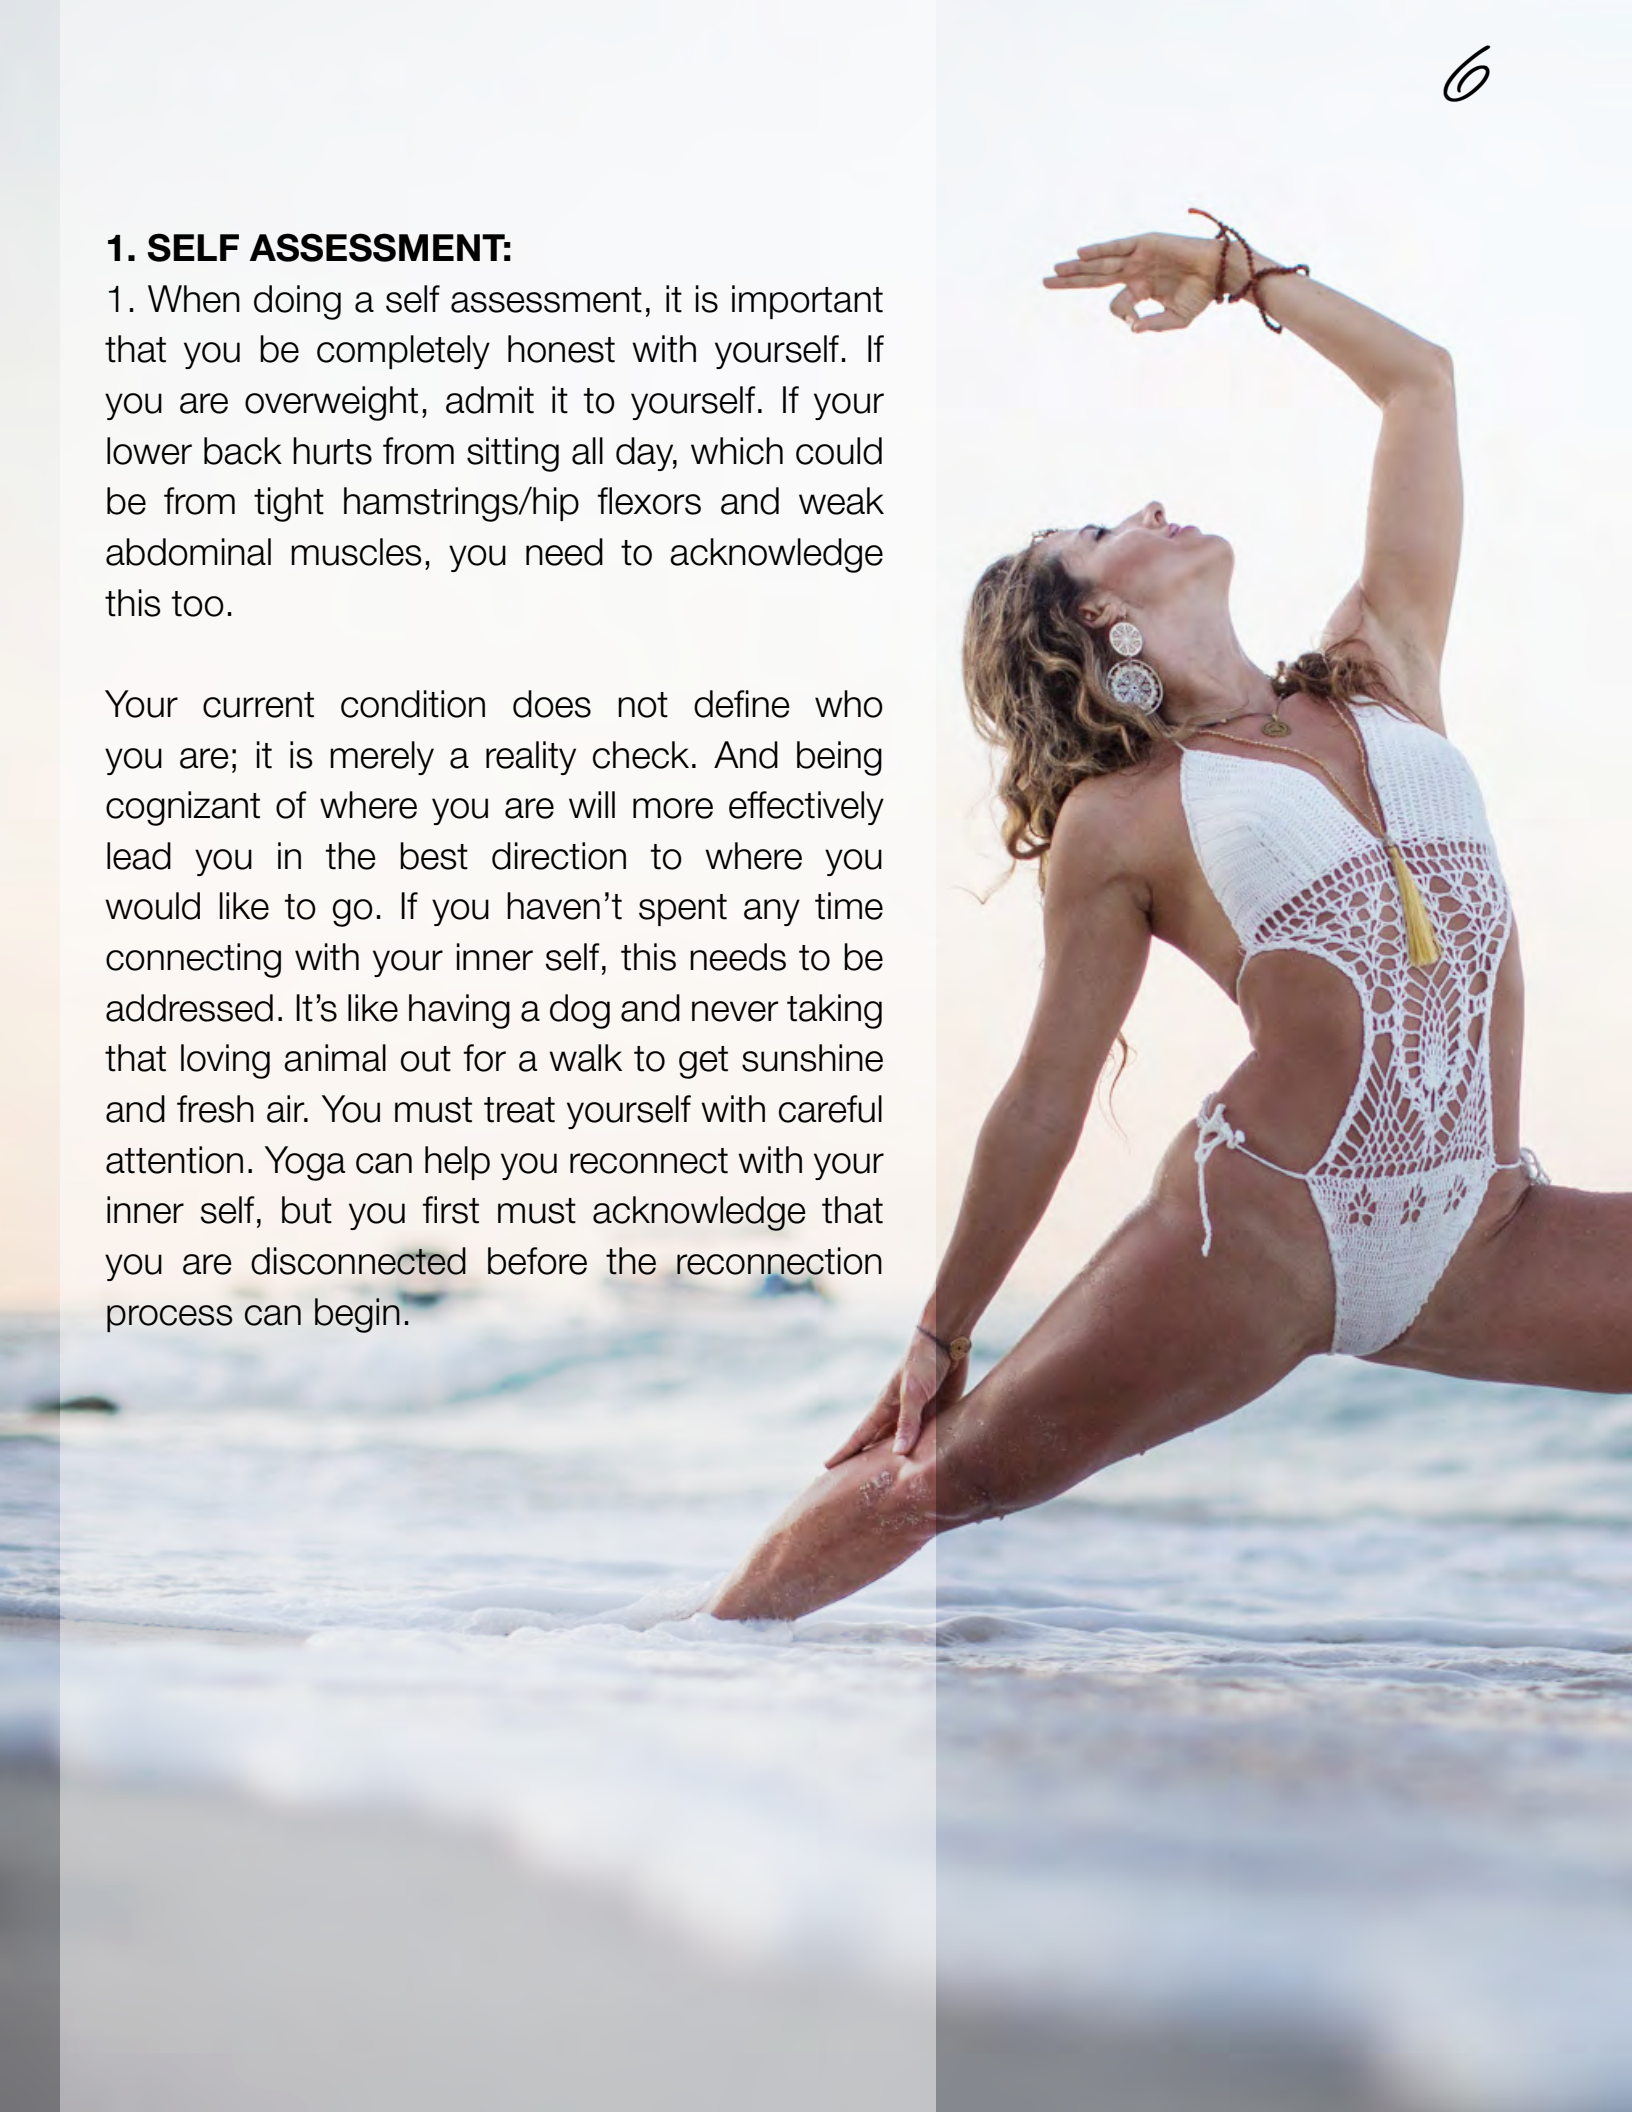 6
1. SELF ASSESSMENT:
1. When doing a self assessment, it is important
that you be completely honest with yourself. If
you are overweight, admit it to yourself. If your
lower back hurts from sitting all day, which could
be from tight hamstrings/hip flexors and weak
abdominal muscles, you need to acknowledge
this too.
Your current condition does not define who
you are; it is merely a reality check. And being
cognizant of where you are will more effectively
lead you in the best direction to where you
would like to go. If you haven’t spent any time
connecting with your inner self, this needs to be
addressed. It’s like having a dog and never taking
that loving animal out for a walk to get sunshine
and fresh air. You must treat yourself with careful
attention. Yoga can help you reconnect with your
inner self, but you first must acknowledge that
you are disconnected before the reconnection
process can begin.